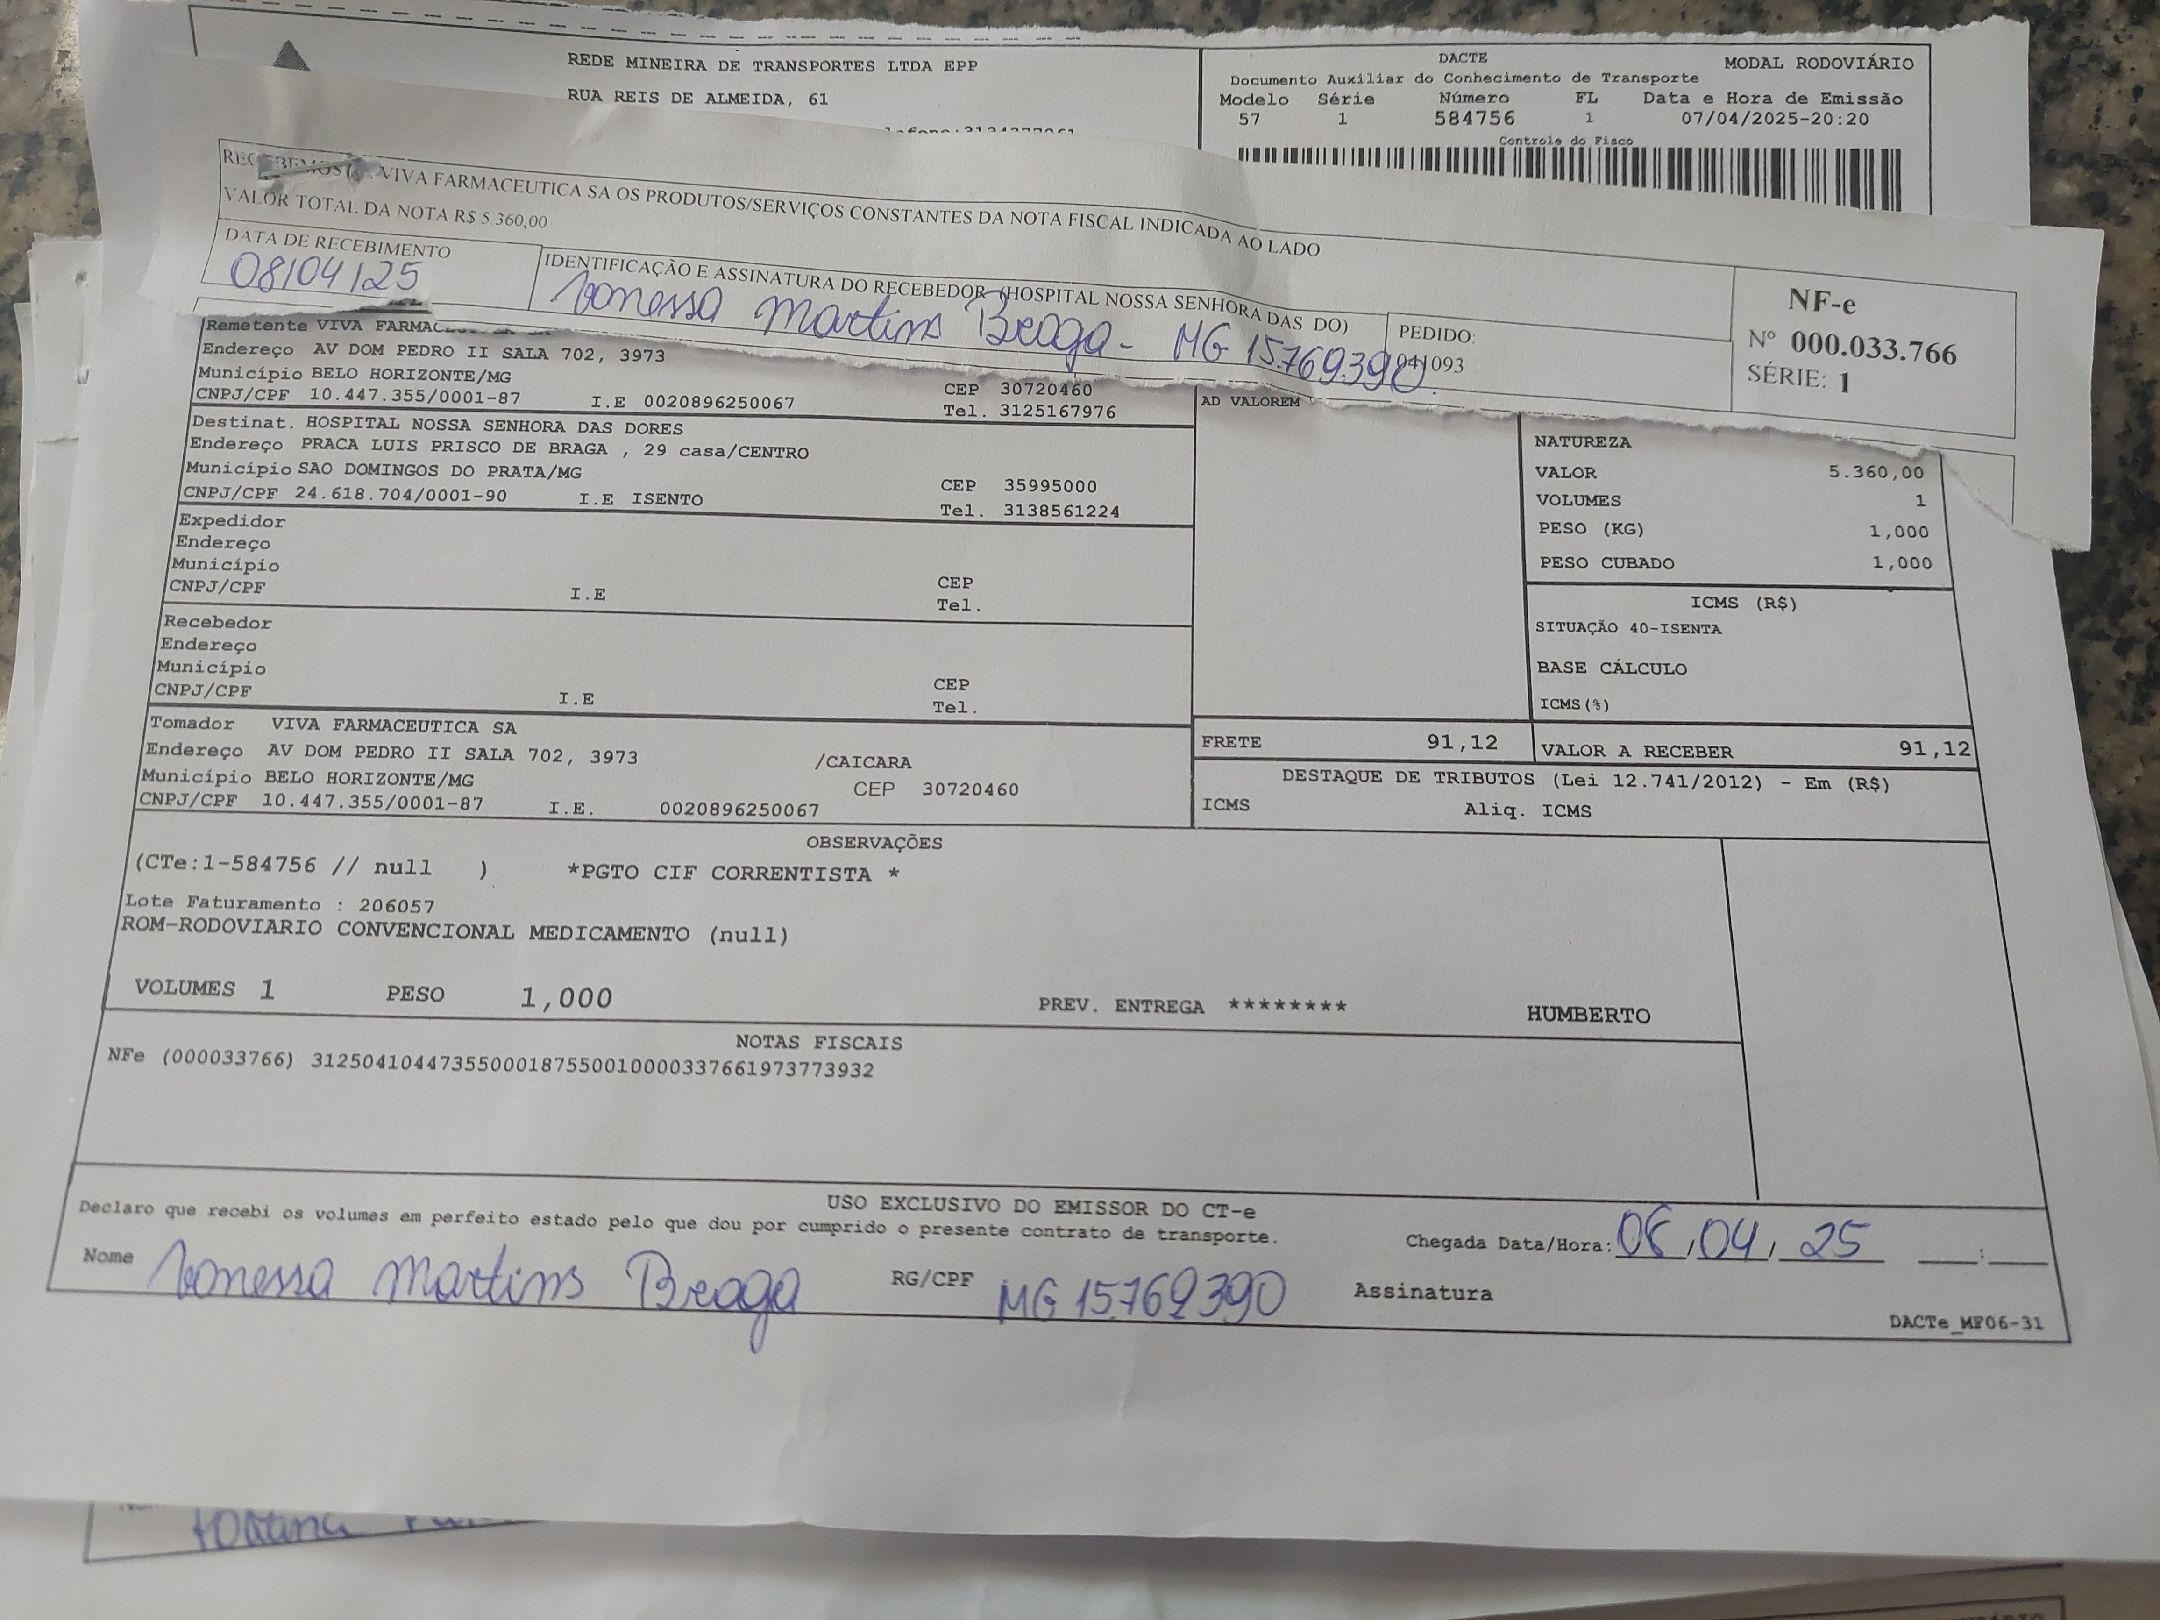 REDE MINEIRA DE TRANSPORTES LTDA EPP
RUA REIS DE ALMEIDA, 61
DACTE
MODAL RODOVIÁRIO
Documento Auxiliar do Conhecimento de Transporte
Modelo Série Número FL Data e Hora de Emissão
57 1 584756 1 07/04/2025-20:20
Controle do Fisco
VIVA FARMACEUTICA SA OS PRODUTOS/SERVIÇOS CONSTANTES DA NOTA FISCAL INDICADA AO LADO
VALOR TOTAL DA NOTA R$ 5.360,00
DATA DE RECEBIMENTO
08/04/25
IDENTIFICAÇÃO E ASSINATURA DO RECEBEDOR (HOSPITAL NOSSA SENHORA DAS DO)
Vanessa Martins Braga - MG 15.769.390
PEDIDO:
041093
NF-e
Nº 000.033.766
SÉRIE: 1
Remetente VIVA
Endereço AV DOM PEDRO II SALA 702, 3973
Município BELO HORIZONTE/MG CEP 30720460
CNPJ/CPF 10.447.355/0001-87 I.E 0020896250067 Tel. 3125167976
Destinat. HOSPITAL NOSSA SENHORA DAS DORES
Endereço PRACA LUIS PRISCO DE BRAGA , 29 casa/CENTRO
Município SAO DOMINGOS DO PRATA/MG CEP 35995000
CNPJ/CPF 24.618.704/0001-90 I.E ISENTO Tel. 3138561224
Expedidor
Endereço
Município CEP
CNPJ/CPF I.E Tel.
Recebedor
Endereço
Município CEP
CNPJ/CPF I.E Tel.
Tomador VIVA FARMACEUTICA SA
Endereço AV DOM PEDRO II SALA 702, 3973 /CAICARA
Município BELO HORIZONTE/MG CEP 30720460
CNPJ/CPF 10.447.355/0001-87 I.E. 0020896250067
AD VALOREM
NATUREZA
VALOR 5.360,00
VOLUMES 1
PESO (KG) 1,000
PESO CUBADO 1,000
ICMS (R$)
SITUAÇÃO 40-ISENTA
BASE CÁLCULO
ICMS(%)
FRETE 91,12 VALOR A RECEBER 91,12
DESTAQUE DE TRIBUTOS (Lei 12.741/2012) - Em (R$)
ICMS Aliq. ICMS
OBSERVAÇÕES
(CTe:1-584756 // null ) *PGTO CIF CORRENTISTA *
Lote Faturamento : 206057
ROM-RODOVIARIO CONVENCIONAL MEDICAMENTO (null)
VOLUMES 1 PESO 1,000 PREV. ENTREGA ******** HUMBERTO
NOTAS FISCAIS
NFe (000033766) 31250410447355000187550010000337661973773932
USO EXCLUSIVO DO EMISSOR DO CT-e
Declaro que recebi os volumes em perfeito estado pelo que dou por cumprido o presente contrato de transporte.
Chegada Data/Hora: 08/04/25 __:__
Nome Vanessa Martins Braga RG/CPF MG 15.769.390 Assinatura
DACTe_MF06-31